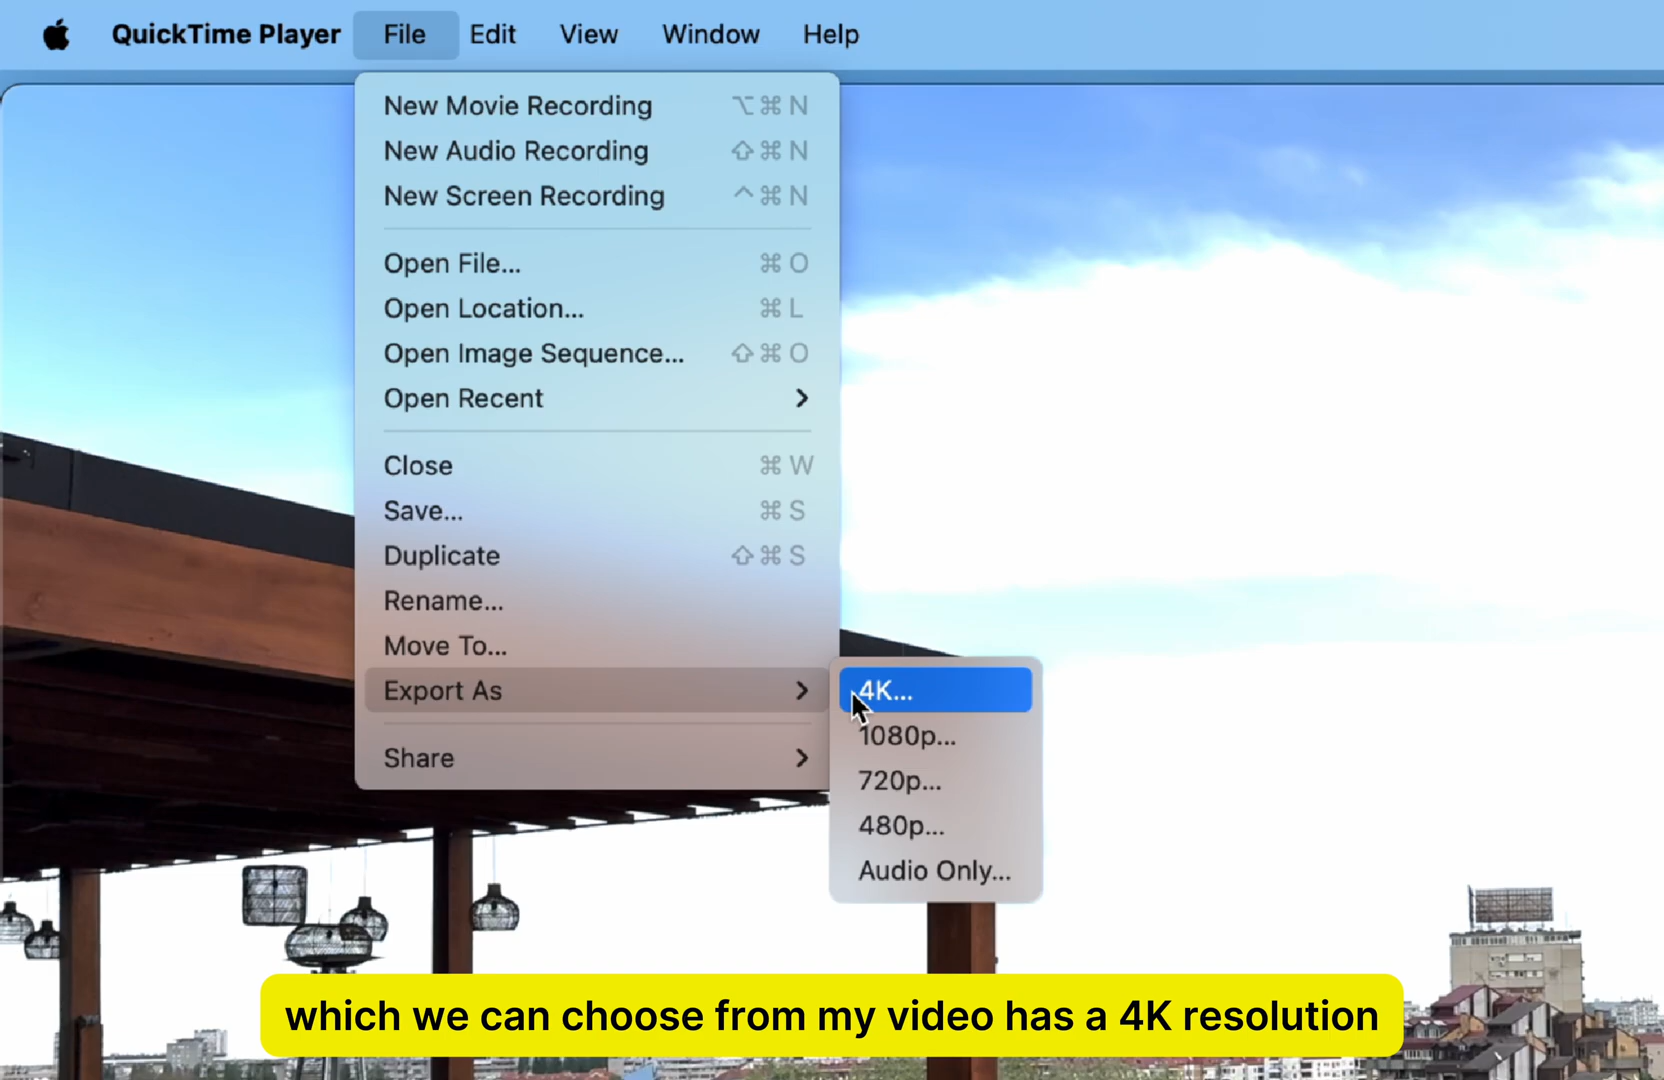 QuickTime Player File Edit View Window Help
New Movie Recording ⌥⌘N
New Audio Recording ⇧⌘N
New Screen Recording ^⌘N
Open File... ⌘O
Open Location... ⌘L
Open Image Sequence... ⇧⌘O
Open Recent >
Close ⌘W
Save... ⌘S
Duplicate ⇧⌘S
Rename...
Move To...
Export As >
Share >
4K...
1080p...
720p...
480p...
Audio Only...
which we can choose from my video has a 4K resolution